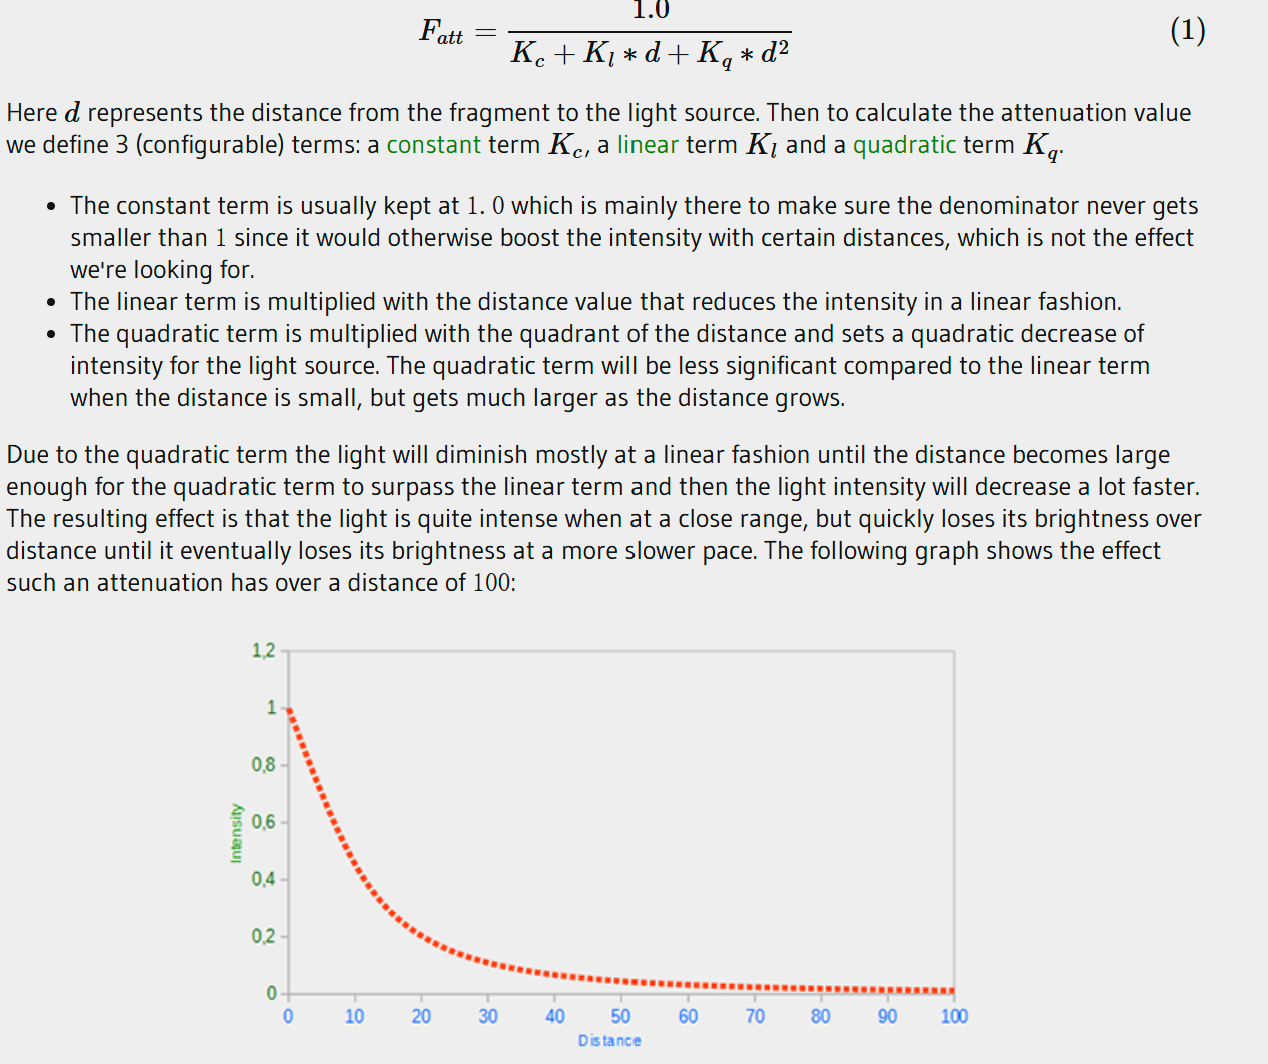 F_att = 1.0 / (K_c + K_l * d + K_q * d²) (1)
Here d represents the distance from the fragment to the light source. Then to calculate the attenuation value
we define 3 (configurable) terms: a constant term K_c, a linear term K_l and a quadratic term K_q.
• The constant term is usually kept at 1.0 which is mainly there to make sure the denominator never gets
smaller than 1 since it would otherwise boost the intensity with certain distances, which is not the effect
we're looking for.
• The linear term is multiplied with the distance value that reduces the intensity in a linear fashion.
• The quadratic term is multiplied with the quadrant of the distance and sets a quadratic decrease of
intensity for the light source. The quadratic term will be less significant compared to the linear term
when the distance is small, but gets much larger as the distance grows.
Due to the quadratic term the light will diminish mostly at a linear fashion until the distance becomes large
enough for the quadratic term to surpass the linear term and then the light intensity will decrease a lot faster.
The resulting effect is that the light is quite intense when at a close range, but quickly loses its brightness over
distance until it eventually loses its brightness at a more slower pace. The following graph shows the effect
such an attenuation has over a distance of 100:
1,2
1
0,8
0,6
Intensity
0,4
0,2
0
0 10 20 30 40 50 60 70 80 90 100
Distance